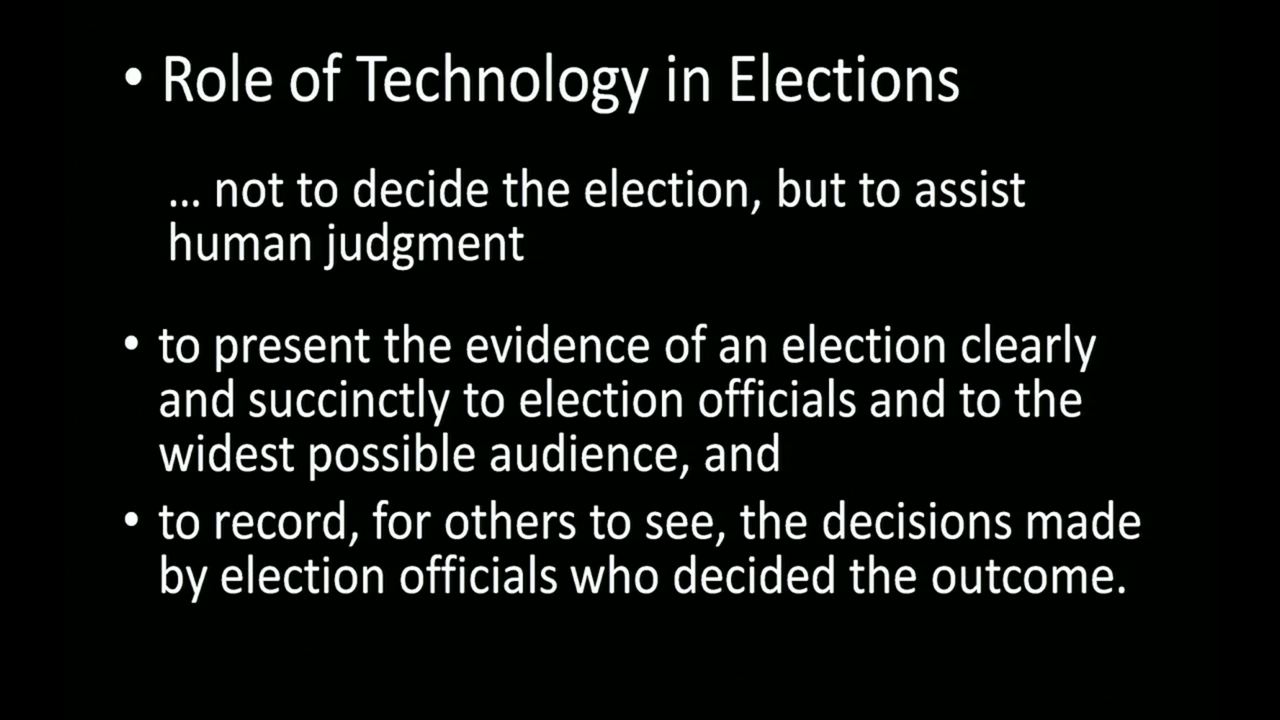 • Role of Technology in Elections
... not to decide the election, but to assist
human judgment
• to present the evidence of an election clearly
and succinctly to election officials and to the
widest possible audience, and
• to record, for others to see, the decisions made
by election officials who decided the outcome.